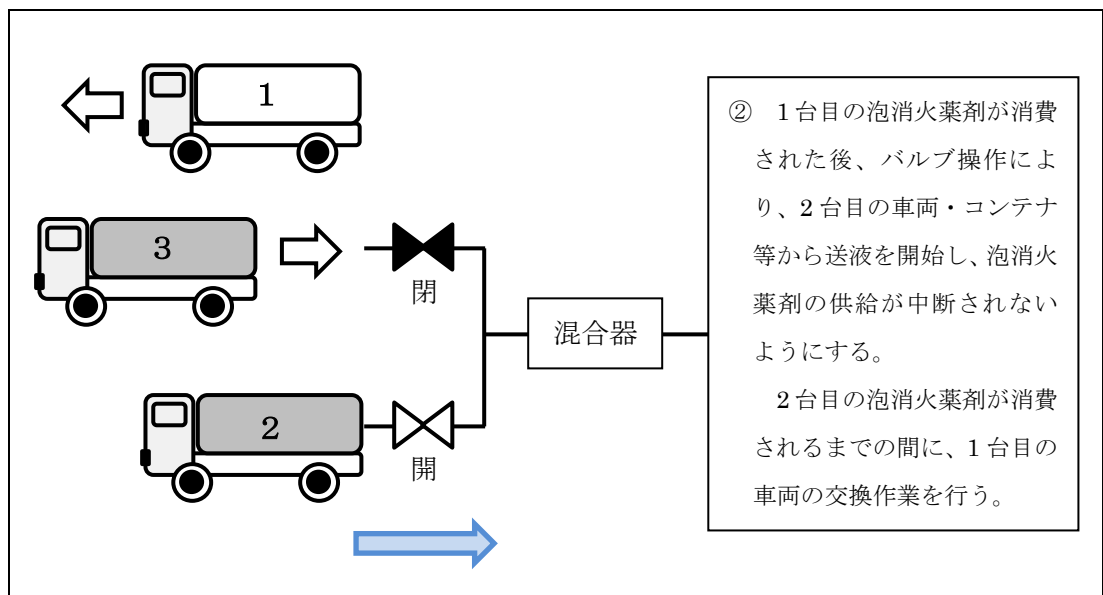 1
3
閉
混合器
2
開
② 1台目の泡消火薬剤が消費
された後、バルブ操作によ
り、2台目の車両・コンテナ
等から送液を開始し、泡消火
薬剤の供給が中断されない
ようにする。
2台目の泡消火薬剤が消費
されるまでの間に、1台目の
車両の交換作業を行う。